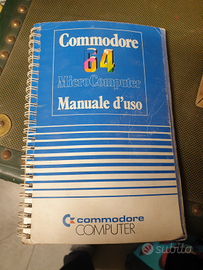 Commodore
64
MicroComputer
Manuale d'uso
commodore
COMPUTER
subito